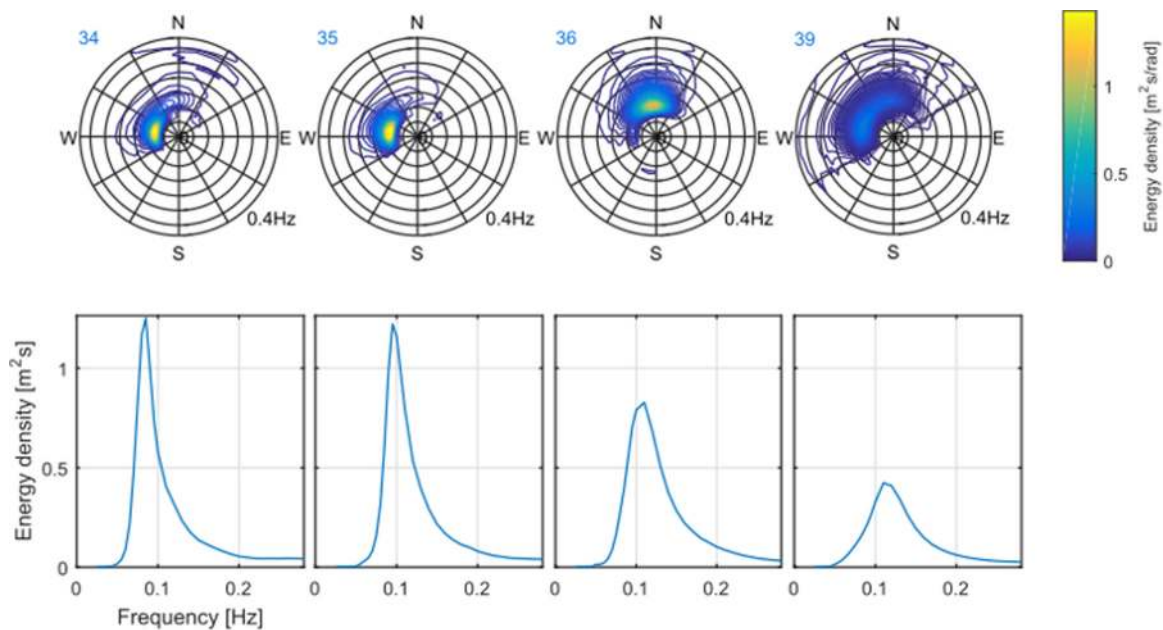 34 N W E S 0.4Hz
35 N W E S 0.4Hz
36 N W E S 0.4Hz
39 N W E S 0.4Hz
0 0.5 1
Energy density [m²s/rad]
Energy density [m²s]
0 0.5 1
0 0.1 0.2
0 0.1 0.2
0 0.1 0.2
0 0.1 0.2
Frequency [Hz]